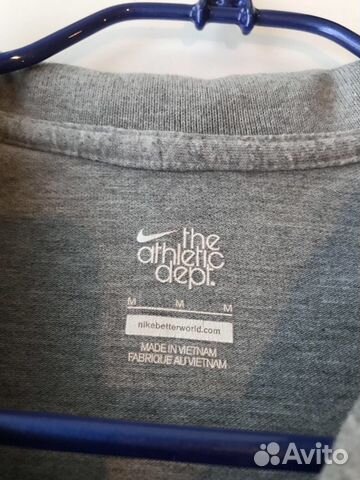 the
athletic
dept.
M M M
nikebetterworld.com
MADE IN VIETNAM
FABRIQUE AU VIETNAM
Avito